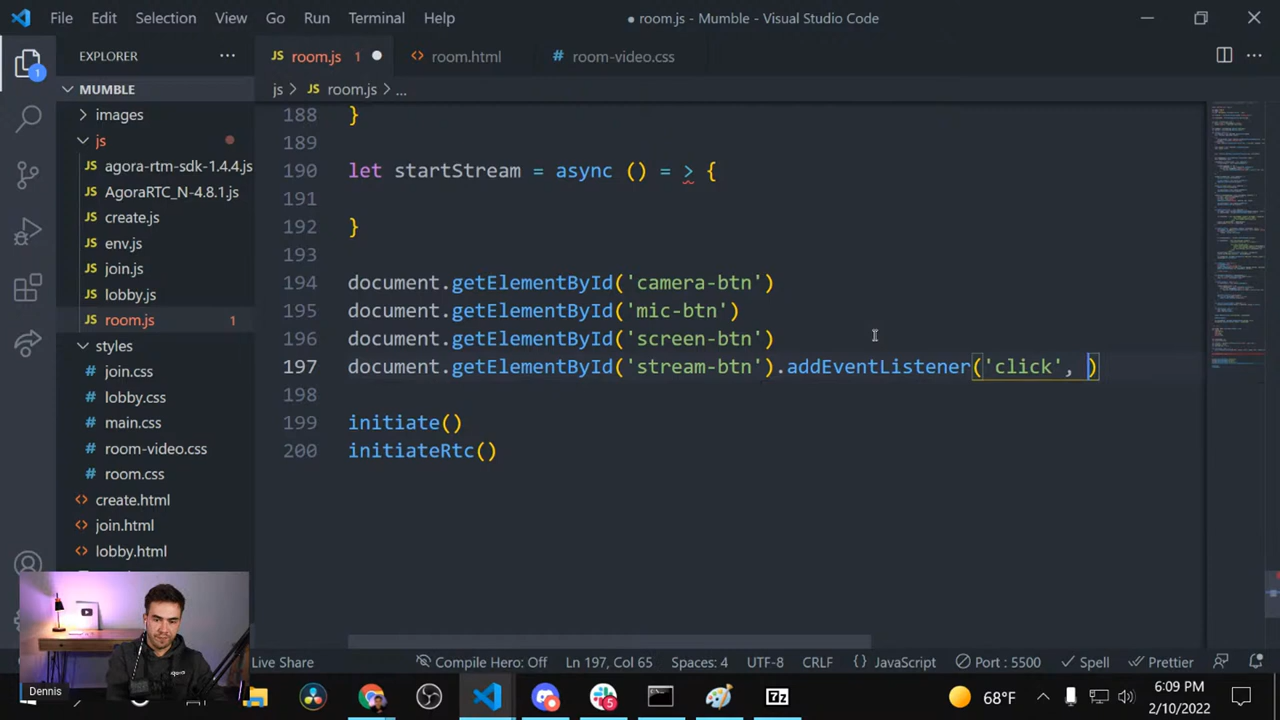 File Edit Selection View Go Run Terminal Help ● room.js - Mumble - Visual Studio Code
EXPLORER ··· JS room.js 1 ● <> room.html # room-video.css ···
MUMBLE js > JS room.js > ...
images
js
JS agora-rtm-sdk-1.4.4.js
JS AgoraRTC_N-4.8.1.js
JS create.js
JS env.js
JS join.js
JS lobby.js
JS room.js 1
styles
# join.css
# lobby.css
# main.css
# room-video.css
# room.css
<> create.html
<> join.html
<> lobby.html
1
188 }
189
190 let startStream = async () = > {
191
192 }
193
194 document.getElementById('camera-btn')
195 document.getElementById('mic-btn')
196 document.getElementById('screen-btn')
197 document.getElementById('stream-btn').addEventListener('click', )
198
199 initiate()
200 initiateRtc()
Dennis
Live Share Compile Hero: Off Ln 197, Col 65 Spaces: 4 UTF-8 CRLF {} JavaScript Port : 5500 Spell Prettier
5 7z 68°F 6:09 PM
2/10/2022